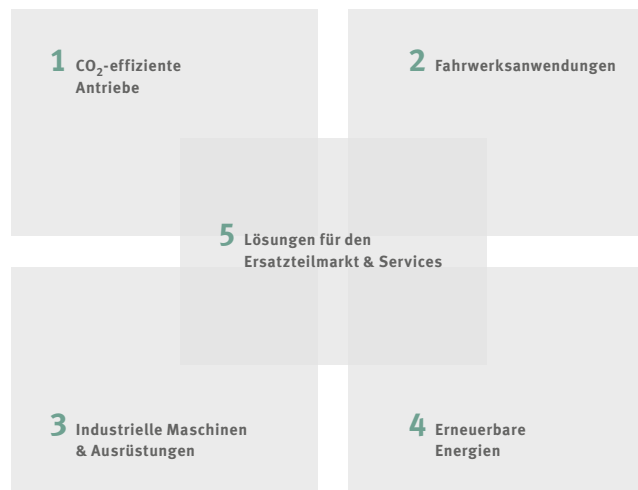 1 CO₂-effiziente
Antriebe
2 Fahrwerksanwendungen
5 Lösungen für den
Ersatzteilmarkt & Services
3 Industrielle Maschinen
& Ausrüstungen
4 Erneuerbare
Energien